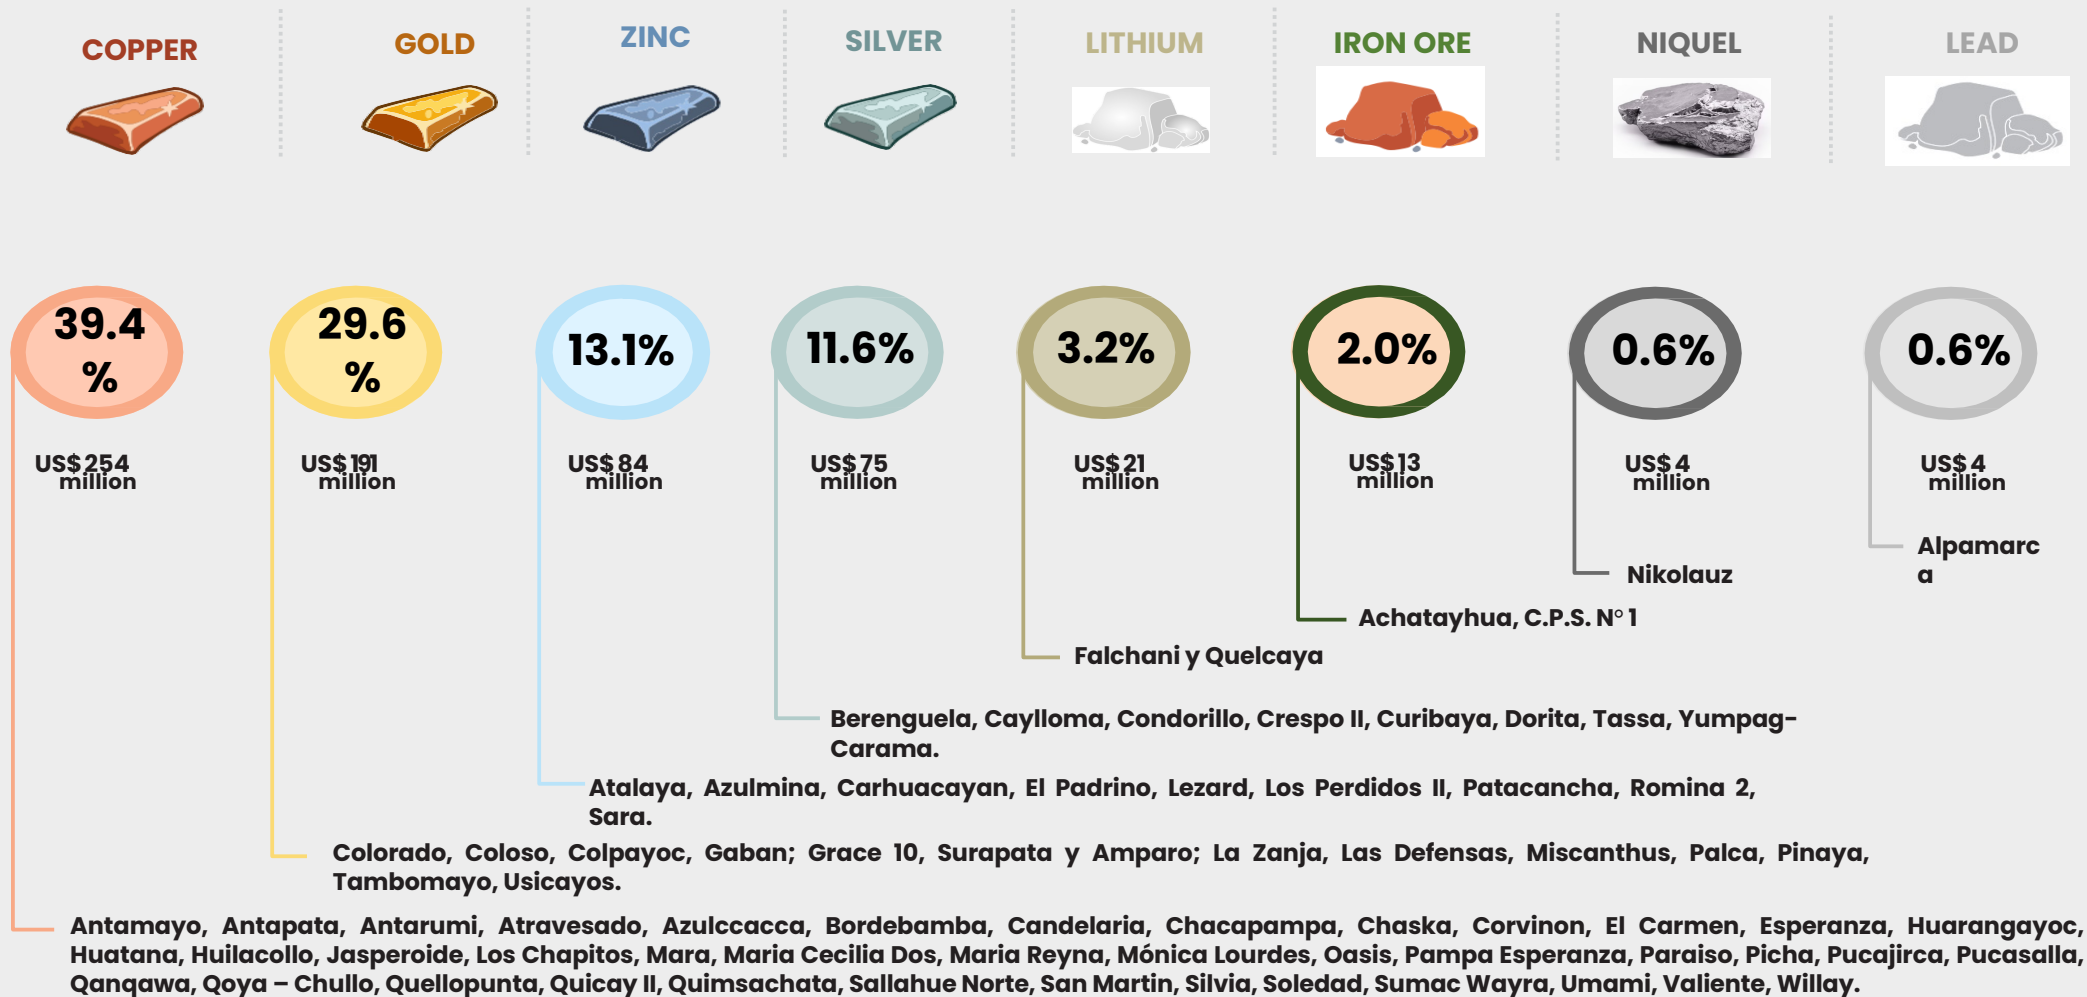 COPPER
GOLD
ZINC
SILVER
LITHIUM
IRON ORE
NIQUEL
LEAD
39.4
%
29.6
%
13.1%
11.6%
3.2%
2.0%
0.6%
0.6%
US$ 254
million
US$ 191
million
US$ 84
million
US$ 75
million
US$ 21
million
US$ 13
million
US$ 4
million
US$ 4
million
Alpamarc
a
Nikolauz
Achatayhua, C.P.S. N° 1
Falchani y Quelcaya
Berenguela, Caylloma, Condorillo, Crespo II, Curibaya, Dorita, Tassa, Yumpag-
Carama.
Atalaya, Azulmina, Carhuacayan, El Padrino, Lezard, Los Perdidos II, Patacancha, Romina 2,
Sara.
Colorado, Coloso, Colpayoc, Gaban; Grace 10, Surapata y Amparo; La Zanja, Las Defensas, Miscanthus, Palca, Pinaya,
Tambomayo, Usicayos.
Antamayo, Antapata, Antarumi, Atravesado, Azulccacca, Bordebamba, Candelaria, Chacapampa, Chaska, Corvinon, El Carmen, Esperanza, Huarangayoc,
Huatana, Huilacollo, Jasperoide, Los Chapitos, Mara, Maria Cecilia Dos, Maria Reyna, Mónica Lourdes, Oasis, Pampa Esperanza, Paraiso, Picha, Pucajirca, Pucasalla,
Qanqawa, Qoya – Chullo, Quellopunta, Quicay II, Quimsachata, Sallahue Norte, San Martin, Silvia, Soledad, Sumac Wayra, Umami, Valiente, Willay.